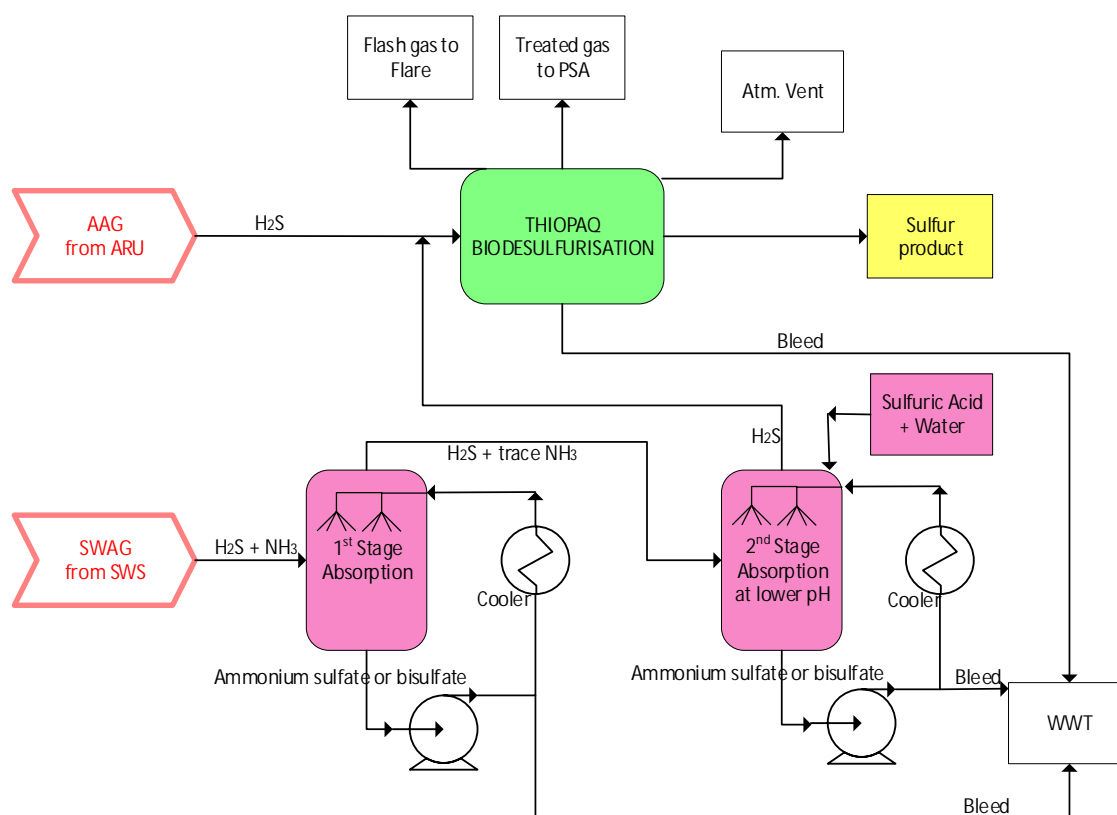 Flash gas to
Flare
Treated gas
to PSA
Atm. Vent
AAG
from ARU
H2S
THIOPAQ
BIODESULFURISATION
Sulfur
product
Bleed
Sulfuric Acid
+ Water
H2S
H2S + trace NH3
SWAG
from SWS
H2S + NH3
1st Stage
Absorption
Cooler
2nd Stage
Absorption
at lower pH
Cooler
Ammonium sulfate or bisulfate
Ammonium sulfate or bisulfate
Bleed
WWT
Bleed